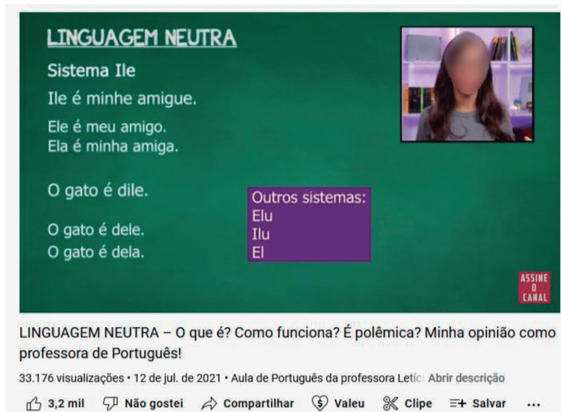 LINGUAGEM NEUTRA
Sistema Ile
Ile é minhe amigue.
Ele é meu amigo.
Ela é minha amiga.
O gato é dile.
O gato é dele.
O gato é dela.
Outros sistemas:
Elu
Ilu
El
ASSINE
O
CANAL
LINGUAGEM NEUTRA – O que é? Como funciona? É polêmica? Minha opinião como
professora de Português!
33.176 visualizações • 12 de jul. de 2021 • Aula de Português da professora Letíci Abrir descrição
3,2 mil Não gostei Compartilhar Valeu Clipe Salvar ...